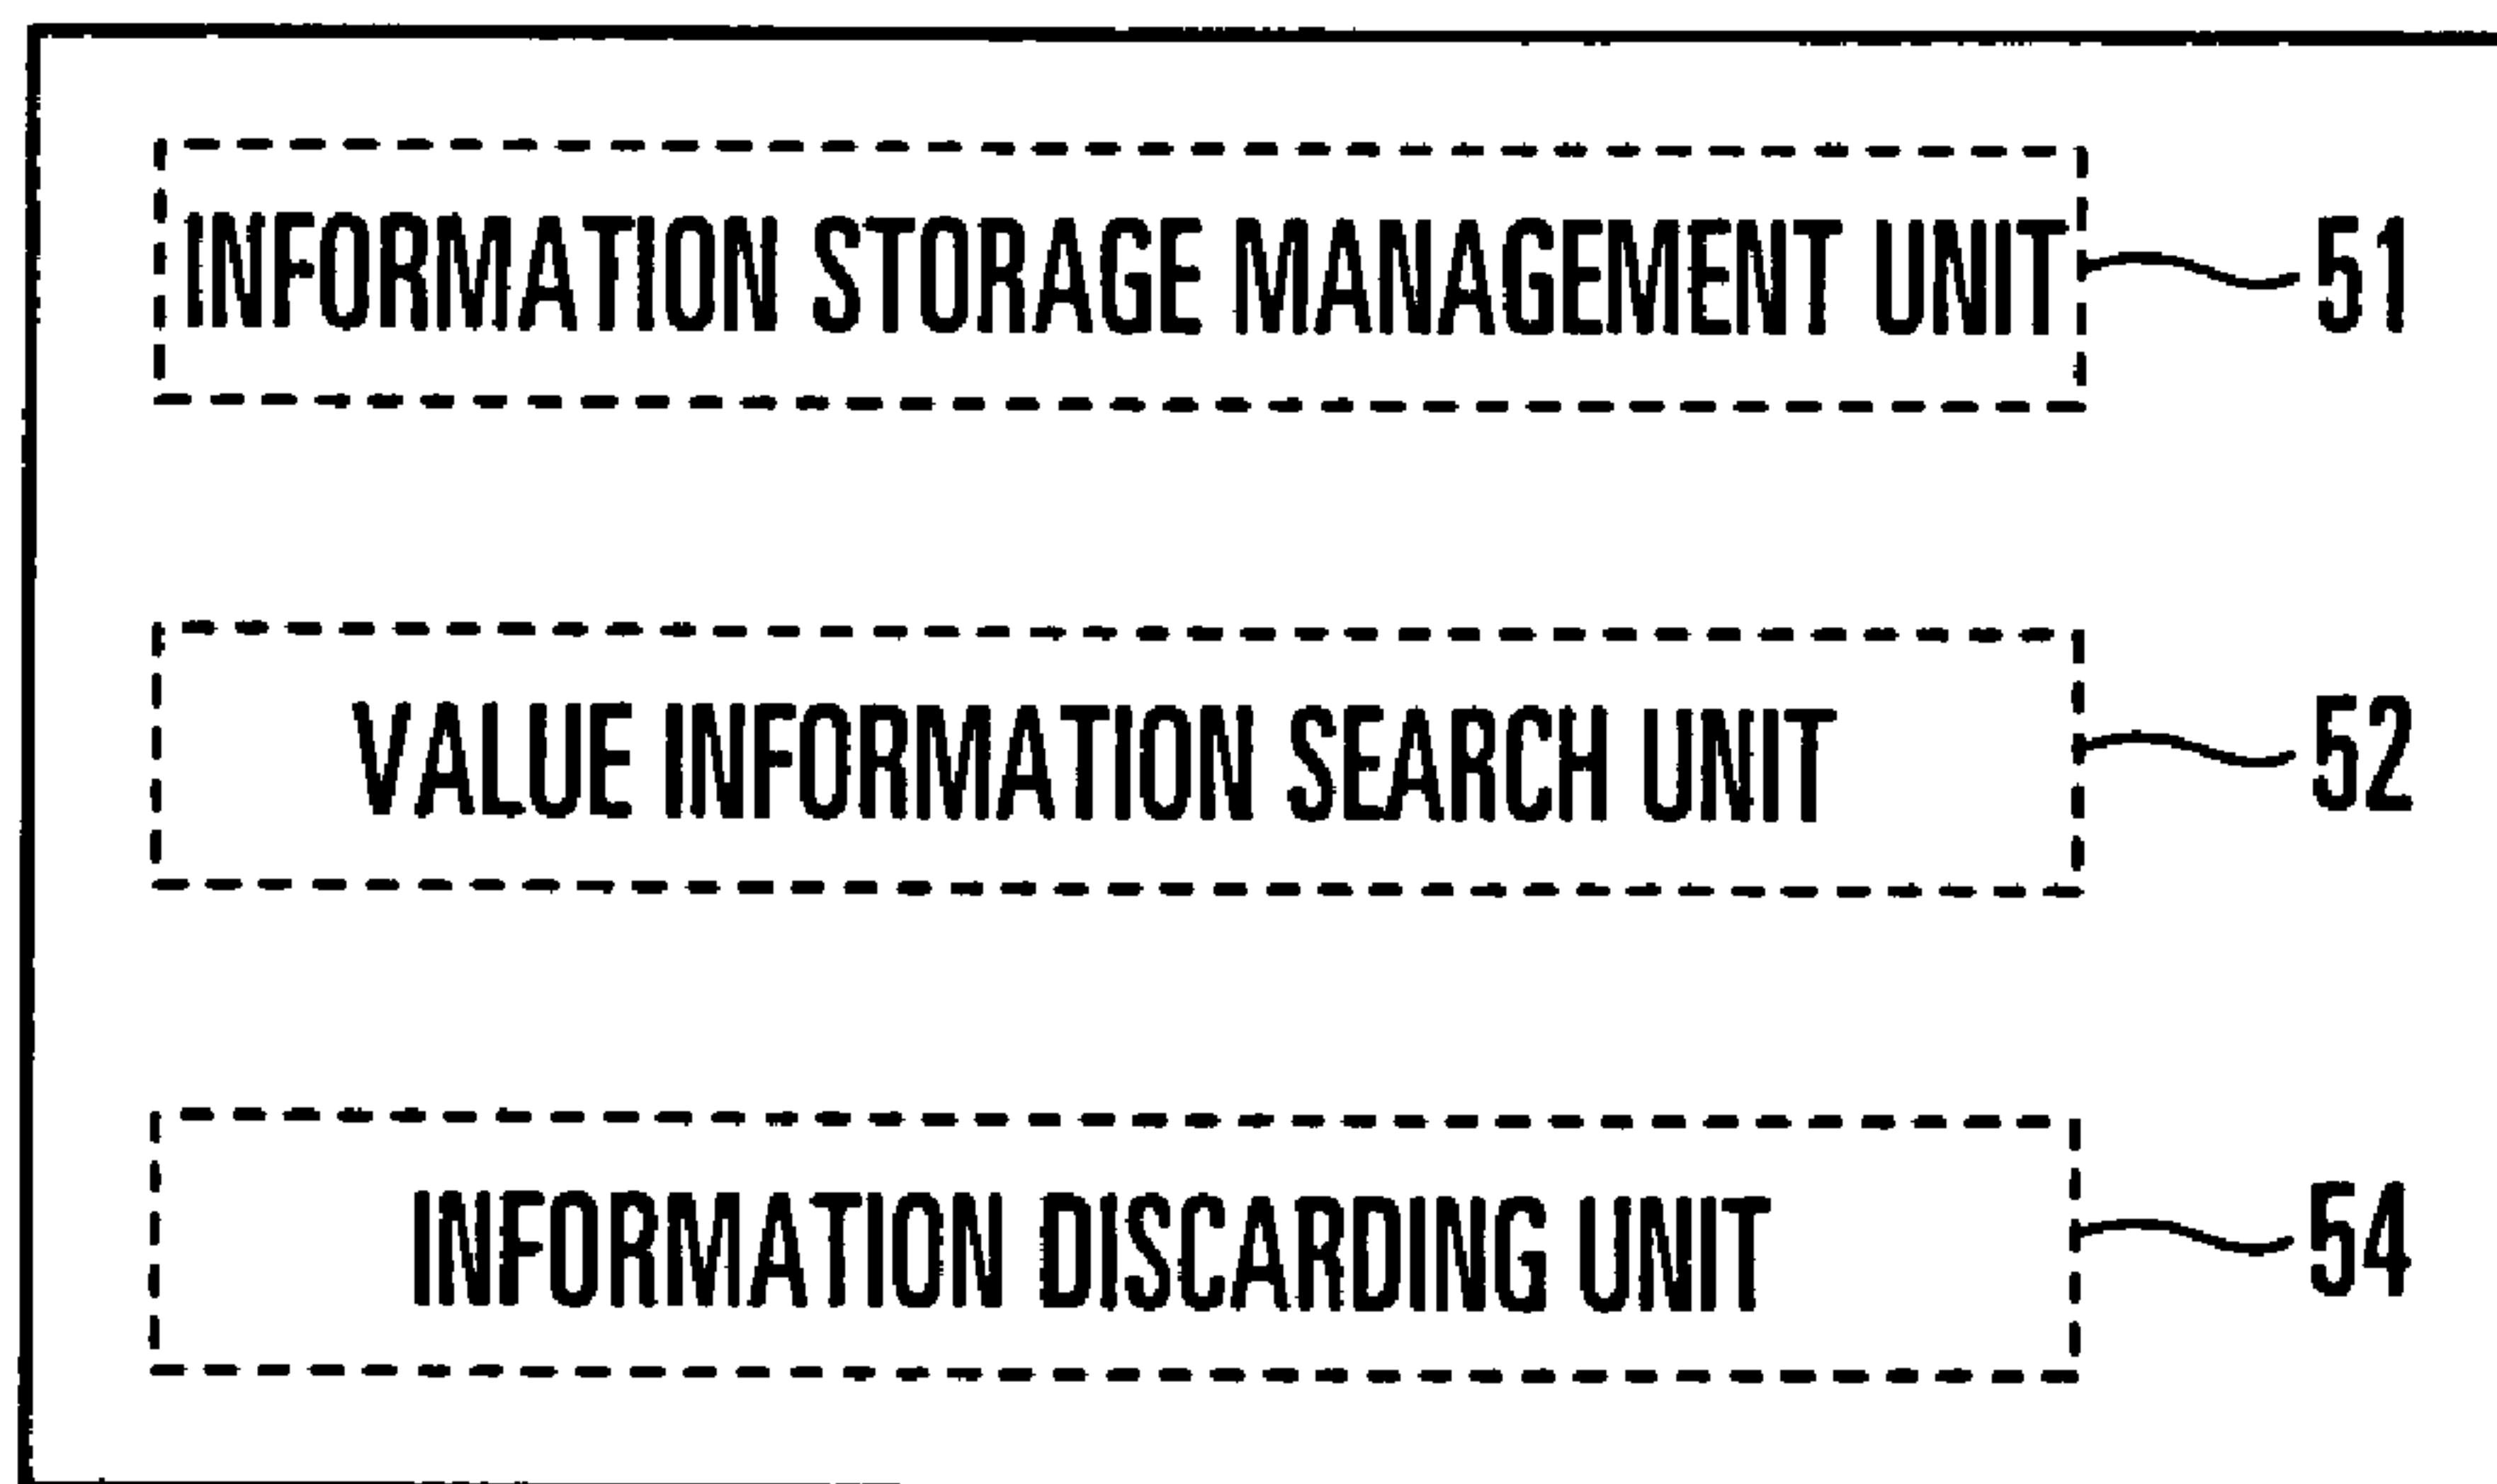 INFORMATION STORAGE MANAGEMENT UNIT 51
VALUE INFORMATION SEARCH UNIT 52
INFORMATION DISCARDING UNIT 54